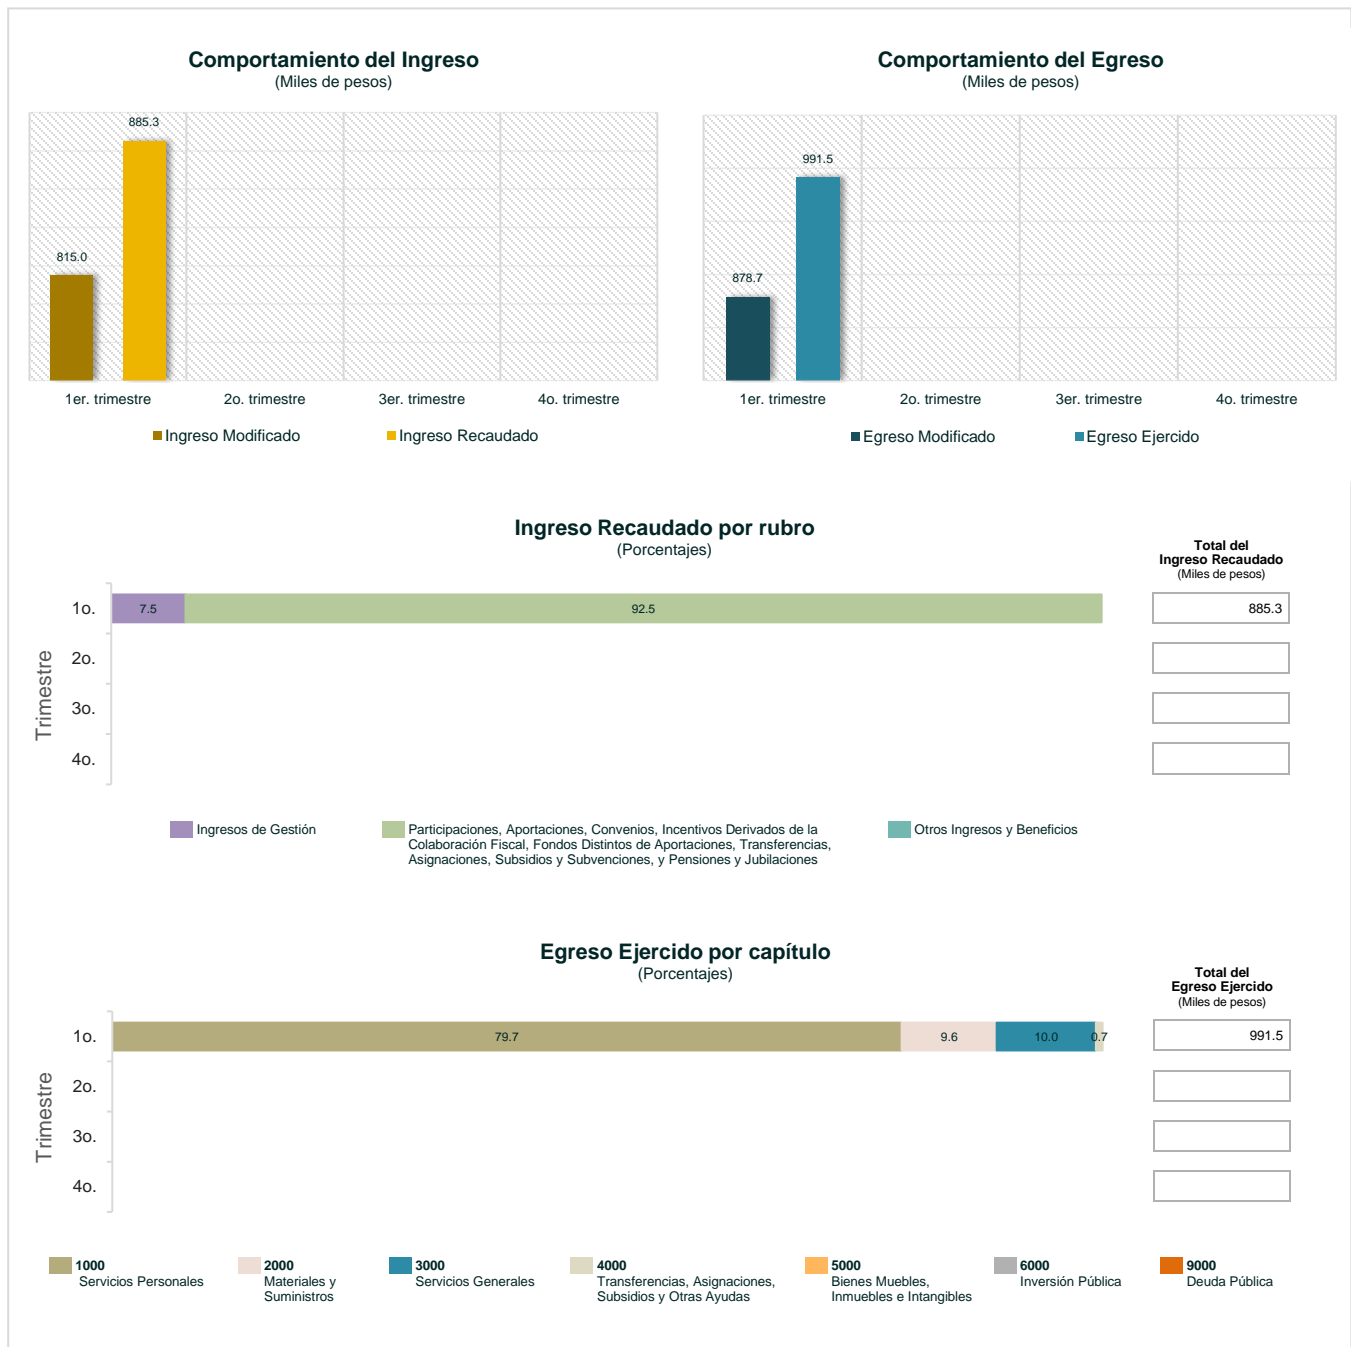 Comportamiento del Ingreso
(Miles de pesos)
885.3
815.0
1er. trimestre
2o. trimestre
3er. trimestre
4o. trimestre
Ingreso Modificado
Ingreso Recaudado
Comportamiento del Egreso
(Miles de pesos)
991.5
878.7
1er. trimestre
2o. trimestre
3er. trimestre
4o. trimestre
Egreso Modificado
Egreso Ejercido
Ingreso Recaudado por rubro
(Porcentajes)
Total del
Ingreso Recaudado
(Miles de pesos)
Trimestre
1o.
7.5
92.5
885.3
2o.
3o.
4o.
Ingresos de Gestión
Participaciones, Aportaciones, Convenios, Incentivos Derivados de la
Colaboración Fiscal, Fondos Distintos de Aportaciones, Transferencias,
Asignaciones, Subsidios y Subvenciones, y Pensiones y Jubilaciones
Otros Ingresos y Beneficios
Egreso Ejercido por capítulo
(Porcentajes)
Total del
Egreso Ejercido
(Miles de pesos)
Trimestre
1o.
79.7
9.6
10.0
0.7
991.5
2o.
3o.
4o.
1000
Servicios Personales
2000
Materiales y
Suministros
3000
Servicios Generales
4000
Transferencias, Asignaciones,
Subsidios y Otras Ayudas
5000
Bienes Muebles,
Inmuebles e Intangibles
6000
Inversión Pública
9000
Deuda Pública